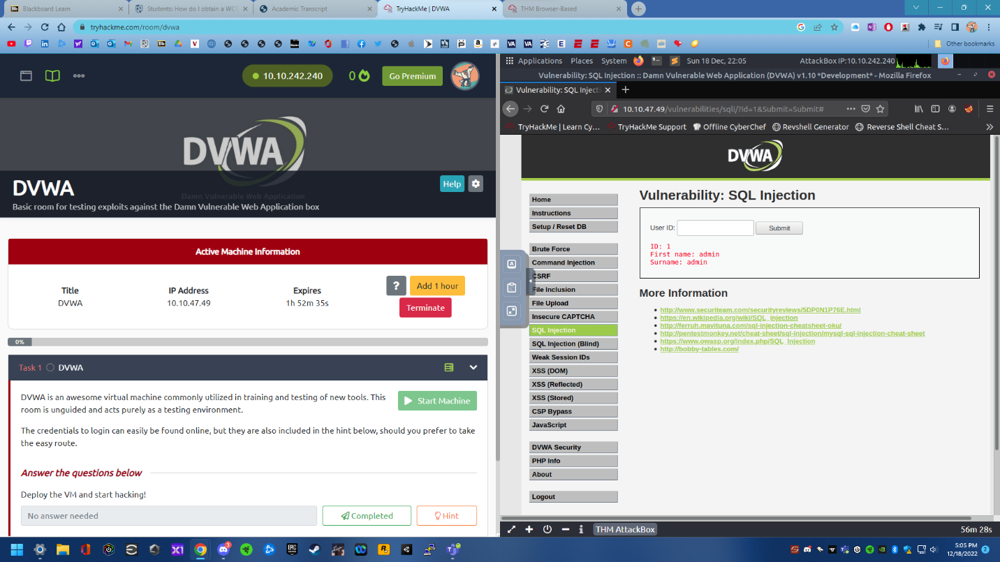 Blackboard Learn
Students: How do I obtain a WCS
Academic Transcript
TryHackMe | DVWA
THM Browser-Based
tryhackme.com/room/dvwa
Other bookmarks
10.10.242.240
0
Go Premium
DVWA
Damn Vulnerable Web Application
DVWA
Help
Basic room for testing exploits against the Damn Vulnerable Web Application box
Active Machine Information
Title
IP Address
Expires
DVWA
10.10.47.49
1h 52m 35s
?
Add 1 hour
Terminate
0%
Task 1
DVWA
DVWA is an awesome virtual machine commonly utilized in training and testing of new tools. This
room is unguided and acts purely as a testing environment.
Start Machine
The credentials to login can easily be found online, but they are also included in the hint below, should you prefer to take
the easy route.
Answer the questions below
Deploy the VM and start hacking!
No answer needed
Completed
Hint
Applications Places System
Sun 18 Dec, 22:05
AttackBox IP:10.10.242.240
Vulnerability: SQL Injection :: Damn Vulnerable Web Application (DVWA) v1.10 *Development* - Mozilla Firefox
Vulnerability: SQL Injecti
10.10.47.49/vulnerabilities/sqli/?id=1&Submit=Submit#
TryHackMe | Learn Cy…
TryHackMe Support
Offline CyberChef
Revshell Generator
Reverse Shell Cheat S…
DVWA
Home
Instructions
Setup / Reset DB
Brute Force
Command Injection
CSRF
File Inclusion
File Upload
Insecure CAPTCHA
SQL Injection
SQL Injection (Blind)
Weak Session IDs
XSS (DOM)
XSS (Reflected)
XSS (Stored)
CSP Bypass
JavaScript
DVWA Security
PHP Info
About
Logout
Vulnerability: SQL Injection
User ID:
Submit
ID: 1
First name: admin
Surname: admin
More Information
http://www.securiteam.com/securityreviews/5DP0N1P76E.html
https://en.wikipedia.org/wiki/SQL_injection
http://ferruh.mavituna.com/sql-injection-cheatsheet-oku/
http://pentestmonkey.net/cheat-sheet/sql-injection/mysql-sql-injection-cheat-sheet
https://www.owasp.org/index.php/SQL_Injection
http://bobby-tables.com/
THM AttackBox
56m 28s
5:05 PM
12/18/2022
2